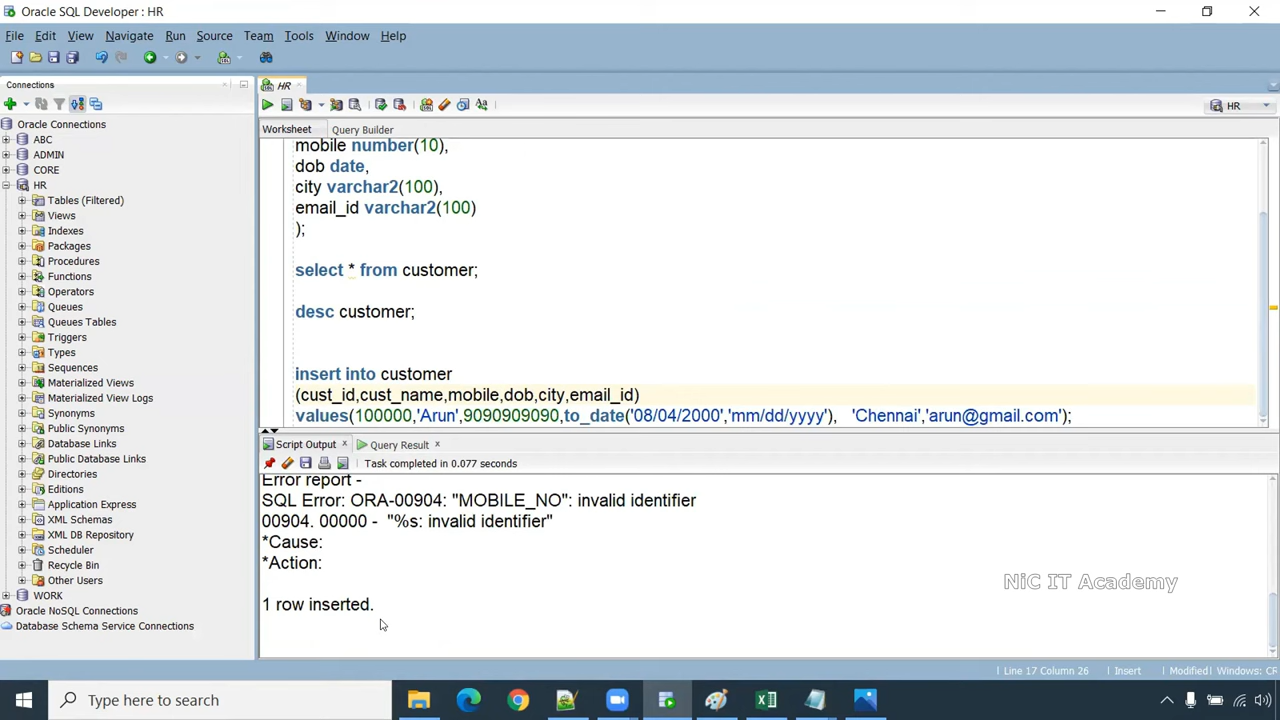 Oracle SQL Developer : HR
File Edit View Navigate Run Source Team Tools Window Help
Connections
HR
HR
Worksheet Query Builder
Oracle Connections
ABC
ADMIN
CORE
HR
Tables (Filtered)
Views
Indexes
Packages
Procedures
Functions
Operators
Queues
Queues Tables
Triggers
Types
Sequences
Materialized Views
Materialized View Logs
Synonyms
Public Synonyms
Database Links
Public Database Links
Directories
Editions
Application Express
XML Schemas
XML DB Repository
Scheduler
Recycle Bin
Other Users
WORK
Oracle NoSQL Connections
Database Schema Service Connections
mobile number(10),
dob date,
city varchar2(100),
email_id varchar2(100)
);
select * from customer;
desc customer;
insert into customer
(cust_id,cust_name,mobile,dob,city,email_id)
values(100000,'Arun',9090909090,to_date('08/04/2000','mm/dd/yyyy'), 'Chennai','arun@gmail.com');
Script Output Query Result
Task completed in 0.077 seconds
Error report -
SQL Error: ORA-00904: "MOBILE_NO": invalid identifier
00904. 00000 - "%s: invalid identifier"
*Cause:
*Action:
1 row inserted.
NiC IT Academy
Line 17 Column 26 Insert Modified Windows: CR
Type here to search